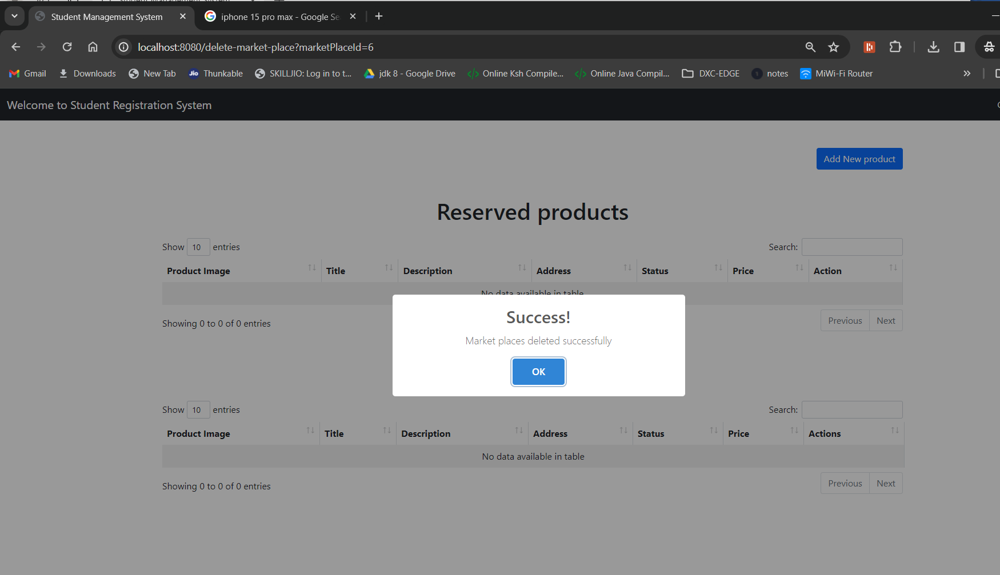 Student Management System
iphone 15 pro max - Google Se
localhost:8080/delete-market-place?marketPlaceId=6
Gmail Downloads New Tab Jio Thunkable SKILLJIO: Log in to t... jdk 8 - Google Drive Online Ksh Compile... Online Java Compil... DXC-EDGE notes MiWi-Fi Router
Welcome to Student Registration System
Add New product
Reserved products
Show 10 entries Search:
Product Image Title Description Address Status Price Action
No data available in table
Showing 0 to 0 of 0 entries Previous Next
Success!
Market places deleted successfully
OK
Show 10 entries Search:
Product Image Title Description Address Status Price Actions
No data available in table
Showing 0 to 0 of 0 entries Previous Next